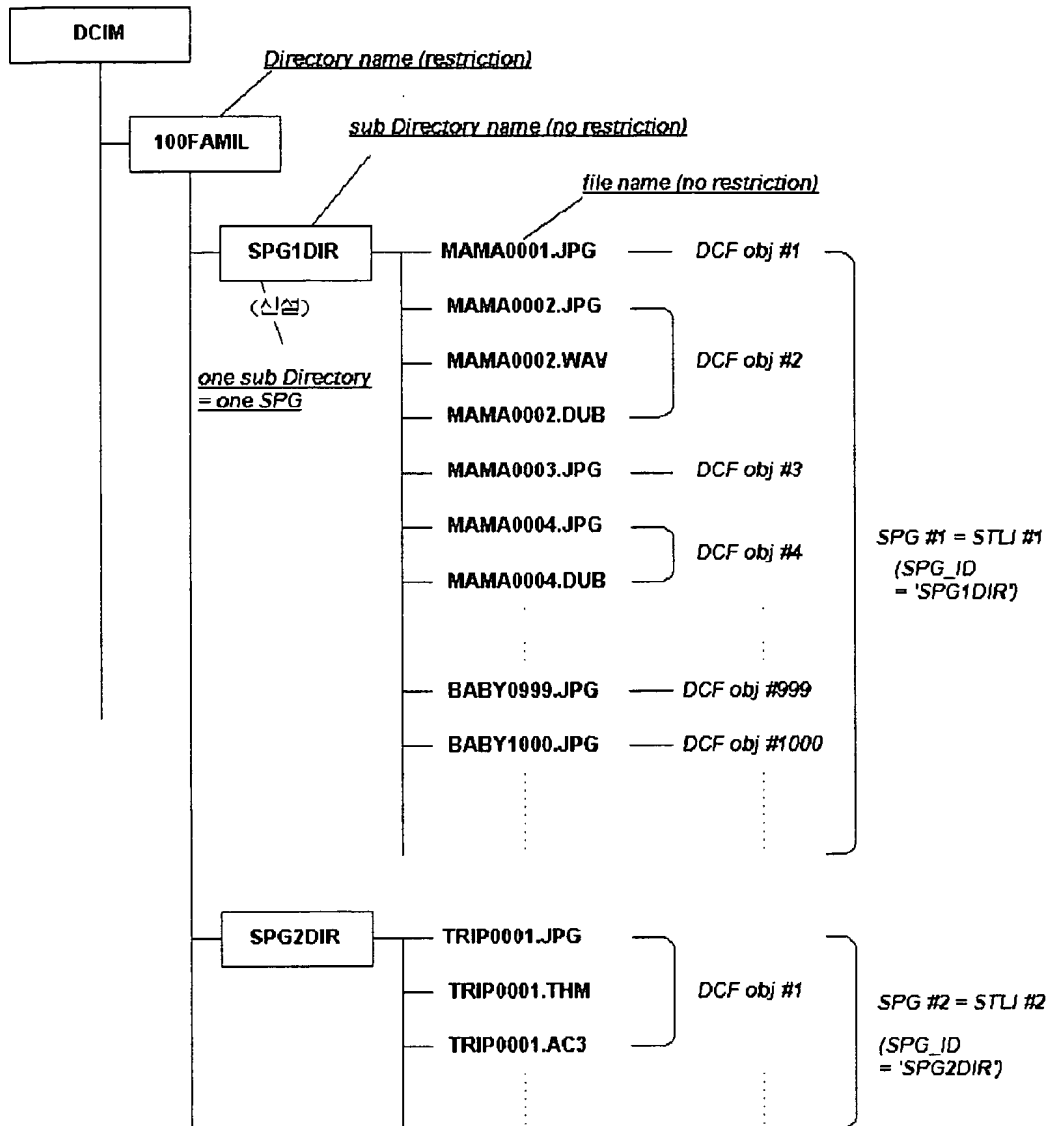 DCIM
Directory name (restriction)
100FAMIL
sub Directory name (no restriction)
file name (no restriction)
SPG1DIR
(신설)
one sub Directory
= one SPG
MAMA0001.JPG
DCF obj #1
MAMA0002.JPG
MAMA0002.WAV
DCF obj #2
MAMA0002.DUB
MAMA0003.JPG
DCF obj #3
MAMA0004.JPG
DCF obj #4
MAMA0004.DUB
SPG #1 = STLI #1
(SPG_ID
= 'SPG1DIR')
BABY0999.JPG
DCF obj #999
BABY1000.JPG
DCF obj #1000
SPG2DIR
TRIP0001.JPG
TRIP0001.THM
DCF obj #1
TRIP0001.AC3
SPG #2 = STLI #2
(SPG_ID
= 'SPG2DIR')